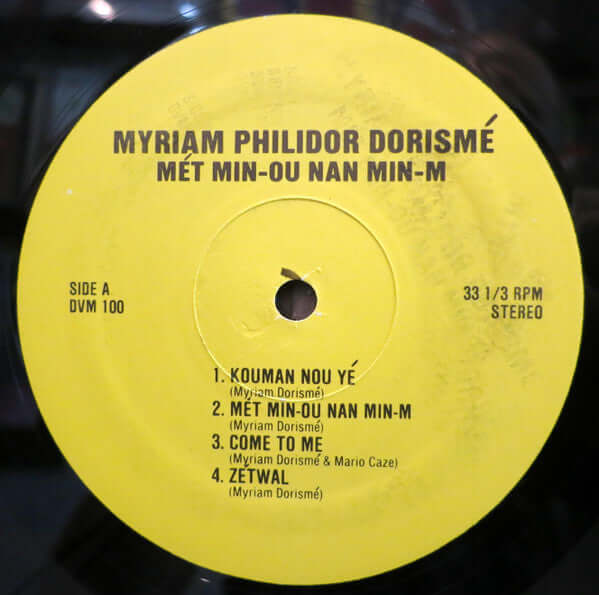 MYRIAM PHILIDOR DORISMÉ
MÉT MIN-OU NAN MIN-M
SIDE A
DVM 100
33 1/3 RPM
STEREO
1. KOUMAN NOU YÉ
(Myriam Dorismé)
2. MÉT MIN-OU NAN MIN-M
(Myriam Dorismé)
3. COME TO ME
(Myriam Dorismé & Mario Caze)
4. ZÉTWAL
(Myriam Dorismé)